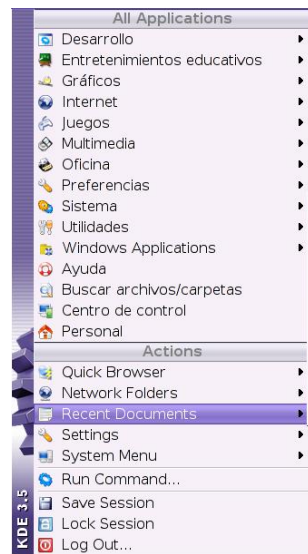 All Applications
Desarrollo
Entretenimientos educativos
Gráficos
Internet
Juegos
Multimedia
Oficina
Preferencias
Sistema
Utilidades
Windows Applications
Ayuda
Buscar archivos/carpetas
Centro de control
Personal
Actions
Quick Browser
Network Folders
Recent Documents
Settings
System Menu
Run Command...
Save Session
Lock Session
Log Out...
KDE 3.5